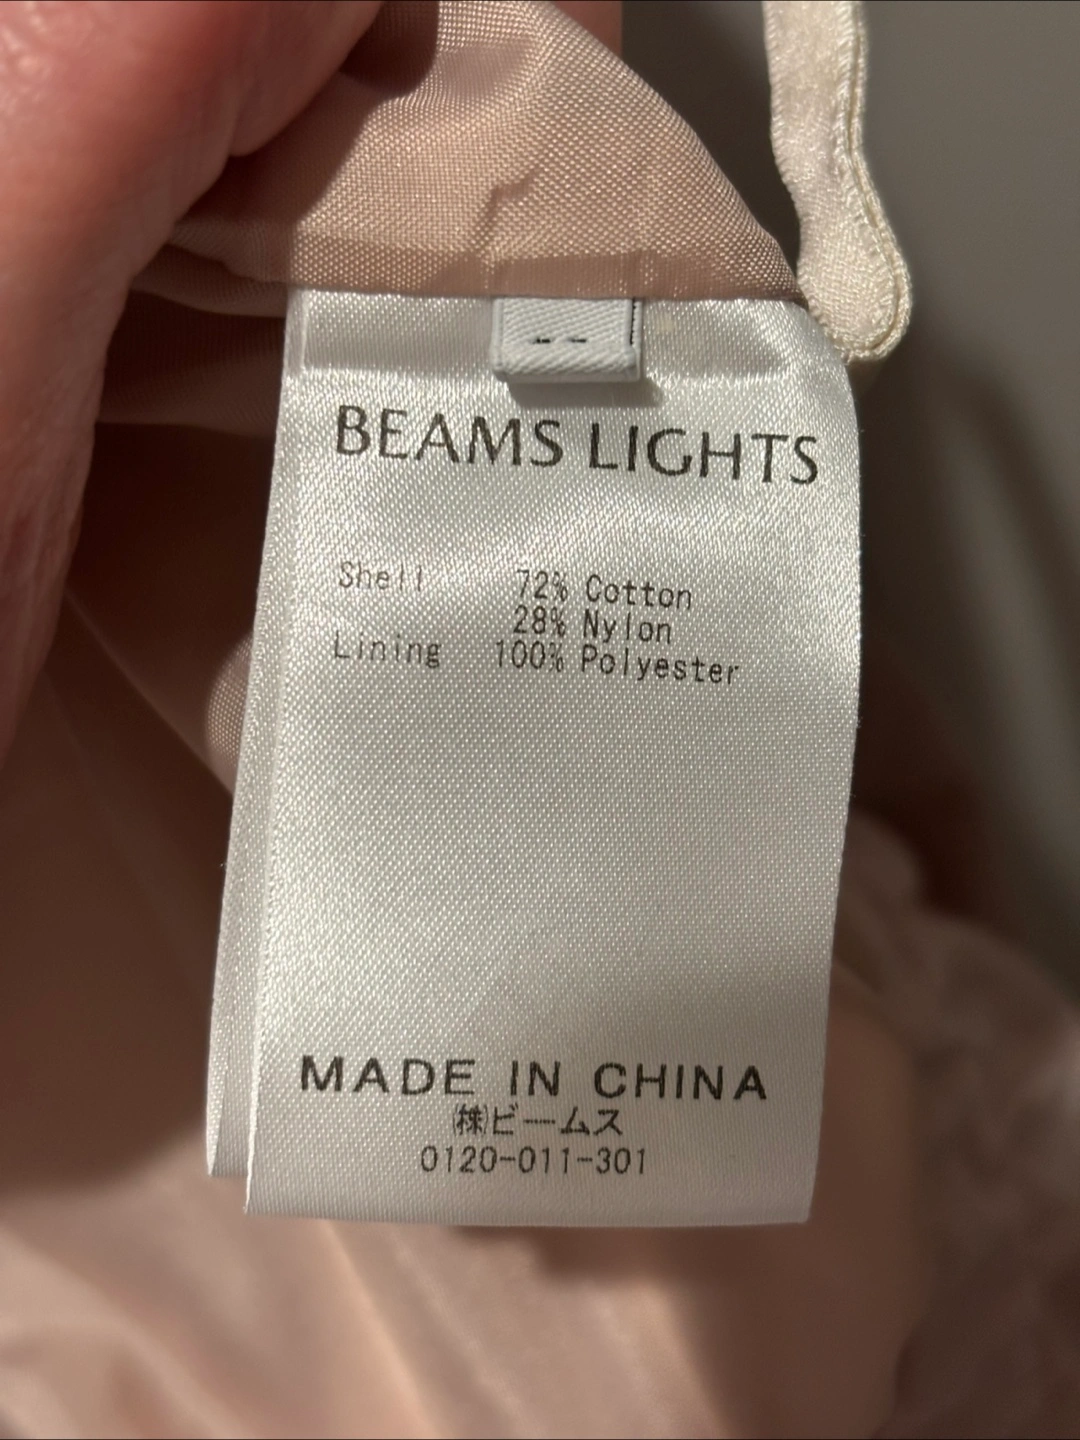 BEAMS LIGHTS
Shell 72% Cotton
28% Nylon
Lining 100% Polyester
MADE IN CHINA
㈱ビームス
0120-011-301